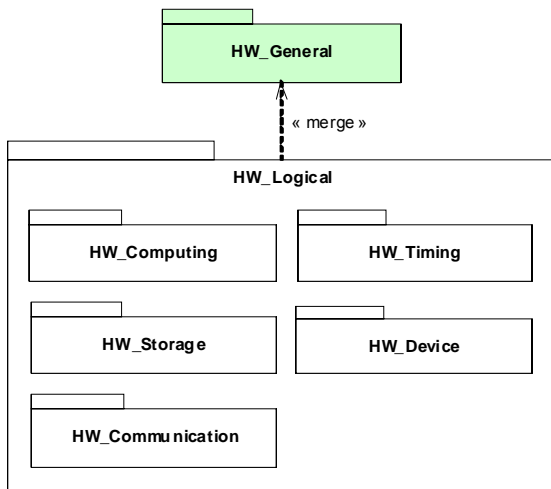 HW_General
« merge »
HW_Logical
HW_Computing
HW_Timing
HW_Storage
HW_Device
HW_Communication